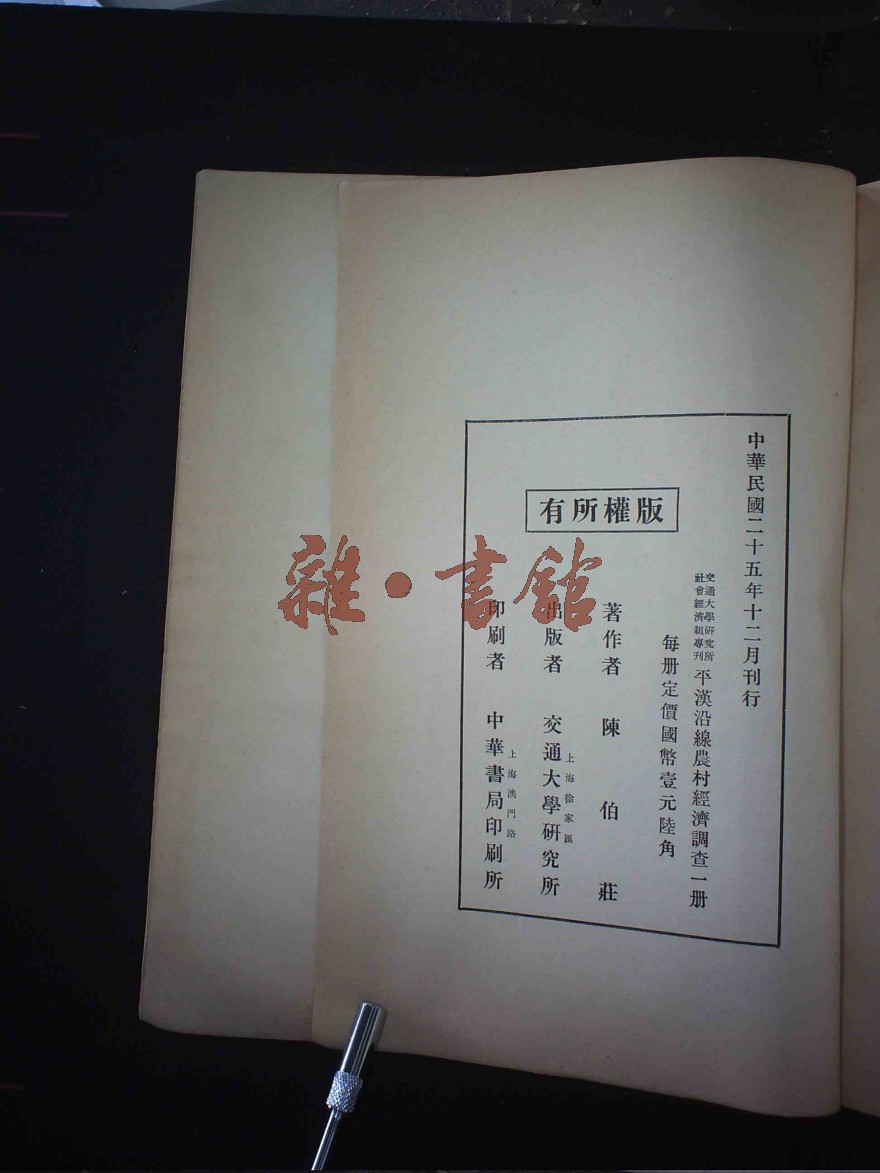 中華民國二十五年十二月刊行
交通大學研究所
社會經濟組專刊
平漢沿線農村經濟調查一册
每册定價國幣壹元陸角
有所權版
著作者 陳伯莊
上海徐家匯
出版者 交通大學研究所
上海澳門路
印刷者 中華書局印刷所
雜·書館